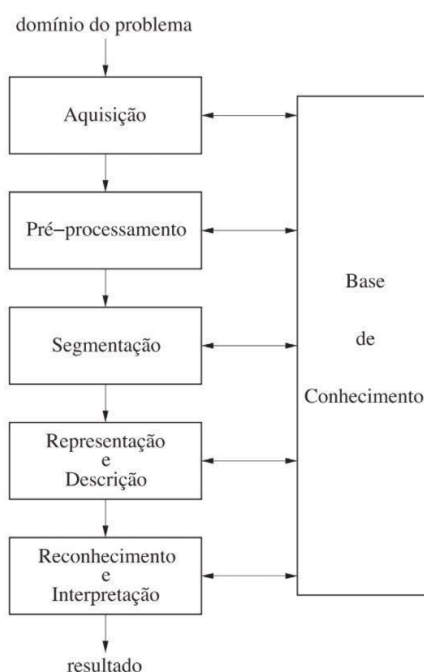 domínio do problema
Aquisição
Pré−processamento
Segmentação
Representação
e
Descrição
Reconhecimento
e
Interpretação
resultado
Base
de
Conhecimento